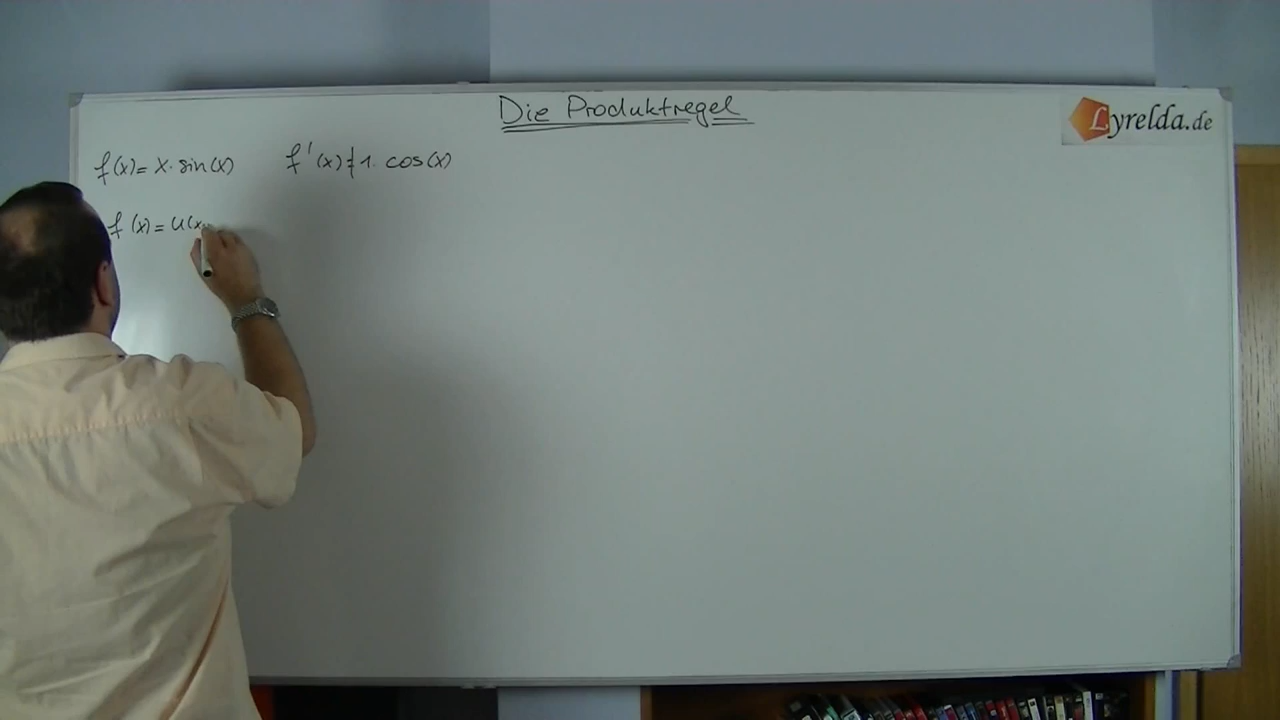 Die Produktregel
Lyrelda.de
f(x) = x · sin(x) f'(x) ≠ 1 · cos(x)
f(x) = u(x